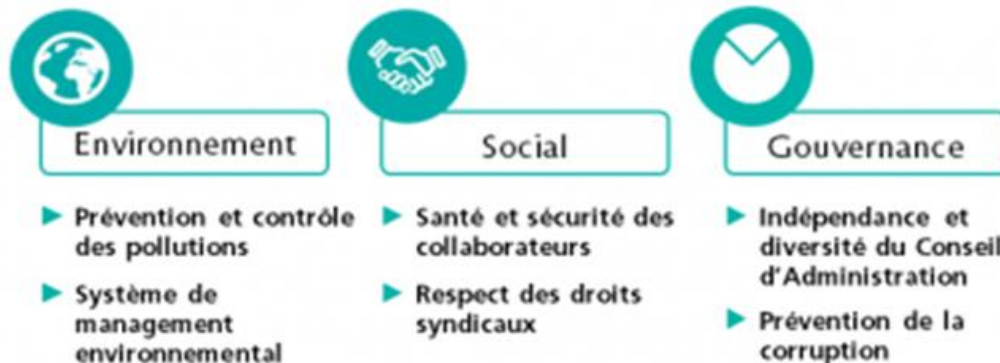 Environnement
Prévention et contrôle
des pollutions
Système de
management
environnemental
Social
Santé et sécurité des
collaborateurs
Respect des droits
syndicaux
Gouvernance
Indépendance et
diversité du Conseil
d'Administration
Prévention de la
corruption